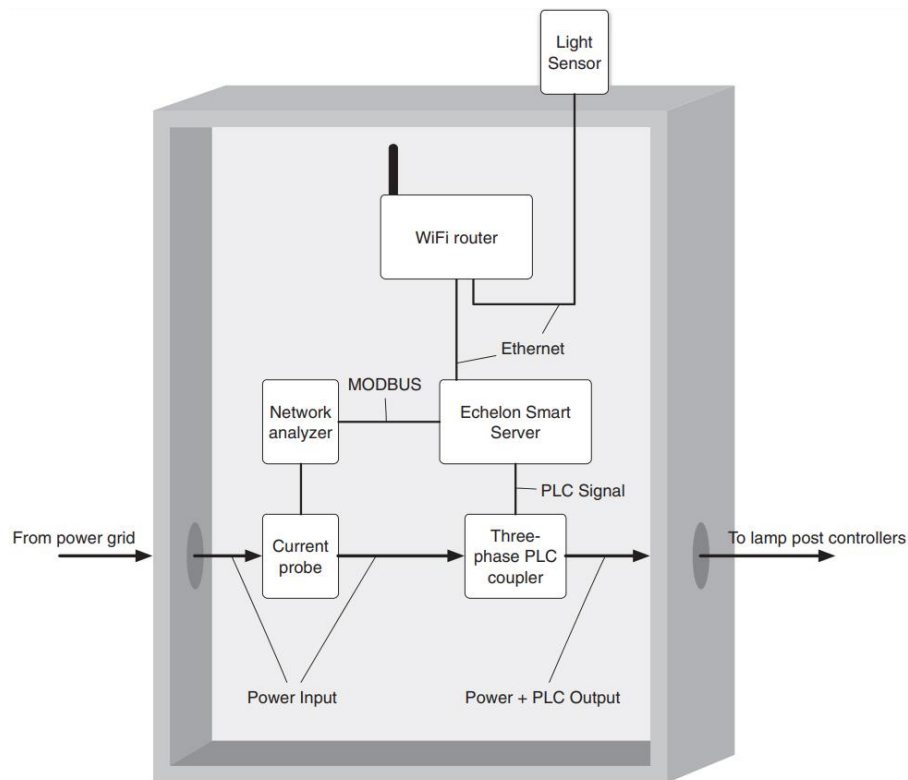 Light
Sensor
WiFi router
Ethernet
MODBUS
Network
analyzer
Echelon Smart
Server
PLC Signal
From power grid
Current
probe
Three-
phase PLC
coupler
To lamp post controllers
Power Input
Power + PLC Output